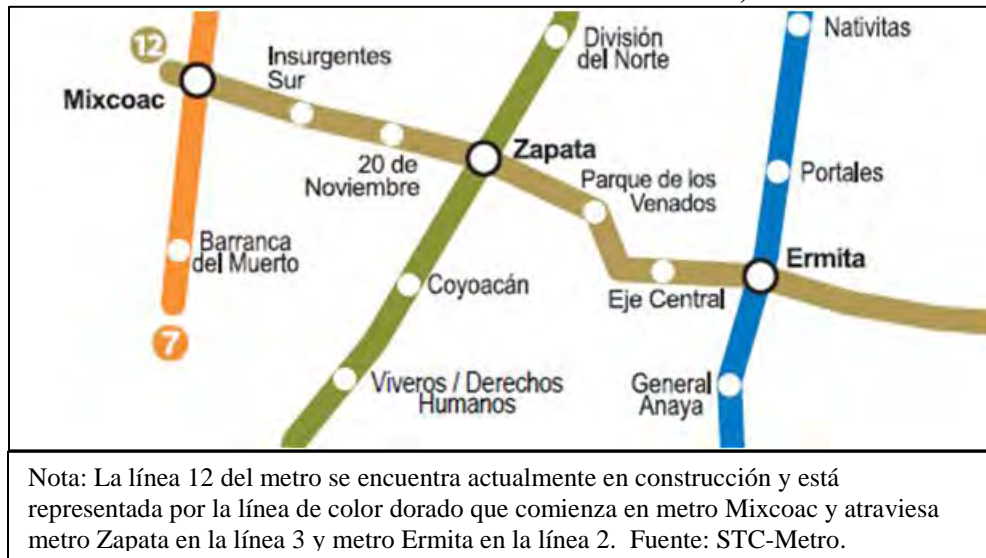 12
Mixcoac
Insurgentes
Sur
20 de
Noviembre
División
del Norte
Zapata
Parque de los
Venados
Nativitas
Portales
Ermita
Eje Central
Barranca
del Muerto
7
Coyoacán
Viveros / Derechos
Humanos
General
Anaya
Nota: La línea 12 del metro se encuentra actualmente en construcción y está
representada por la línea de color dorado que comienza en metro Mixcoac y atraviesa
metro Zapata en la línea 3 y metro Ermita en la línea 2.  Fuente: STC-Metro.